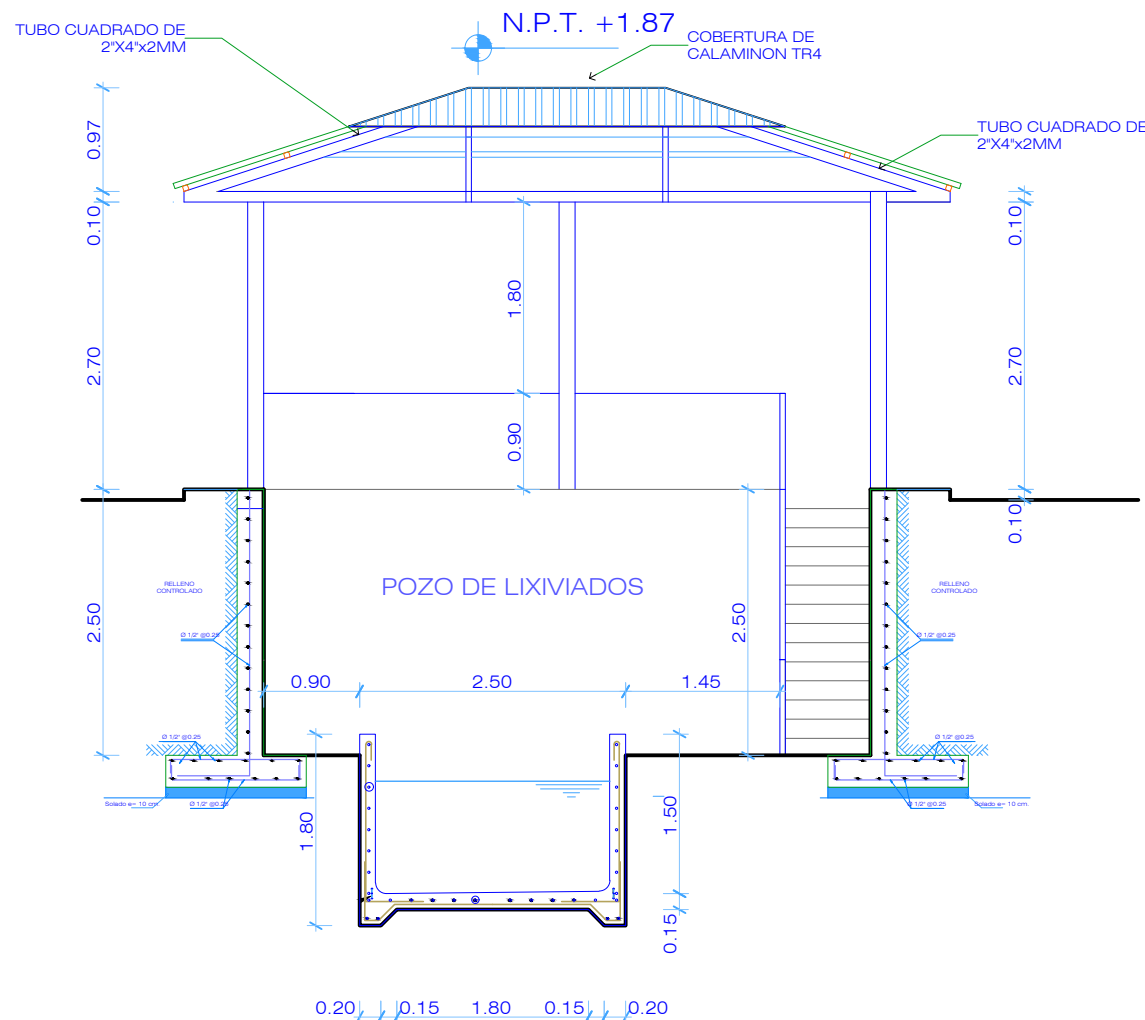 N.P.T. +1.87
TUBO CUADRADO DE
2"X4"x2MM
COBERTURA DE
CALAMINON TR4
TUBO CUADRADO DE
2"X4"x2MM
0.97
0.10
0.10
1.80
2.70
2.70
0.90
0.10
RELLENO
CONTROLADO
POZO DE LIXIVIADOS
RELLENO
CONTROLADO
2.50
2.50
Ø 1/2" @0.25
Ø 1/2" @0.25
0.90
2.50
1.45
Ø 1/2" @0.25
Ø 1/2" @0.25
Solado e= 10 cm.
Ø 1/2" @0.25
Ø 1/2" @0.25
Solado e= 10 cm.
1.80
1.50
0.15
0.20
0.15
1.80
0.15
0.20